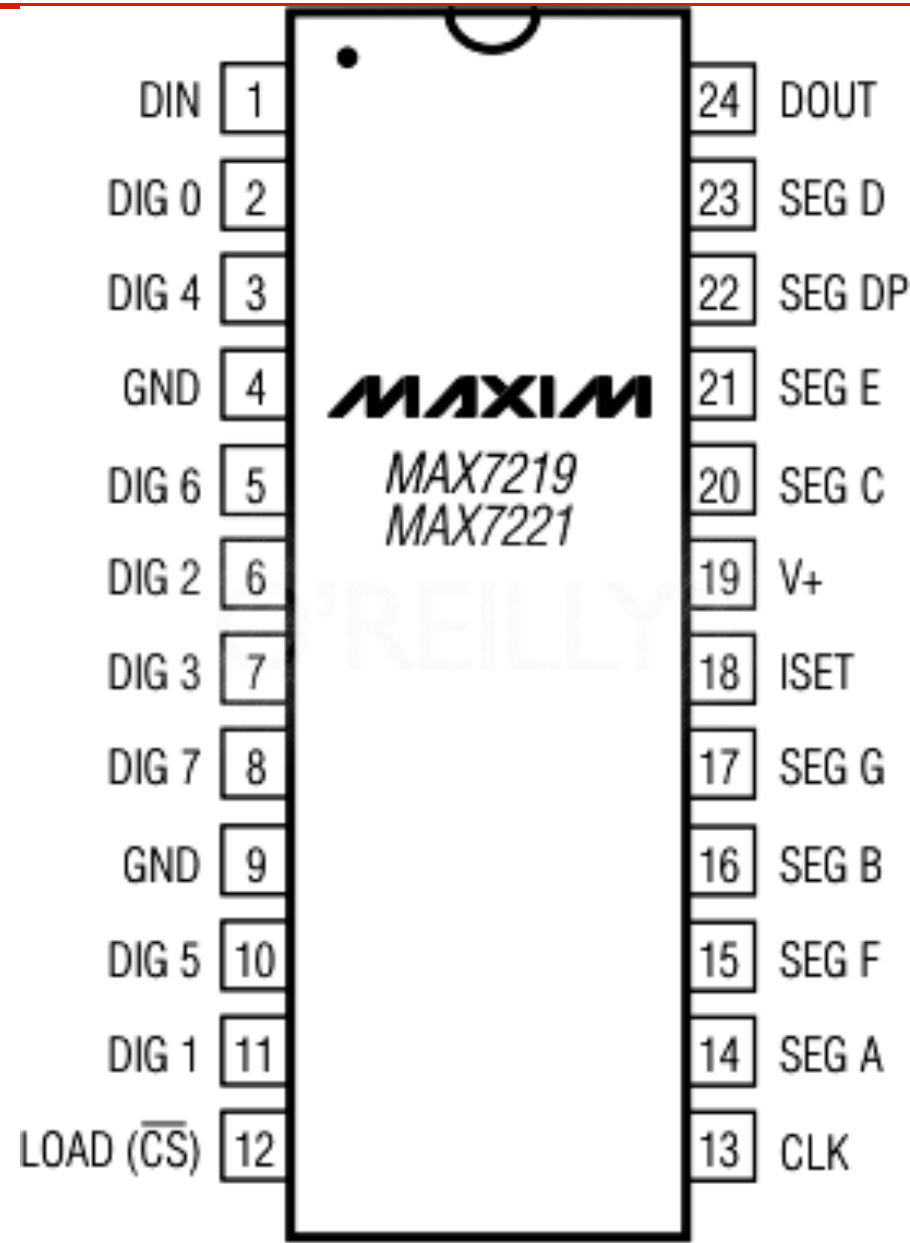 DIN 1 24 DOUT
DIG 0 2 23 SEG D
DIG 4 3 22 SEG DP
GND 4 MAXIM 21 SEG E
DIG 6 5 MAX7219 20 SEG C
MAX7221
DIG 2 6 19 V+
O'REILLY
DIG 3 7 18 ISET
DIG 7 8 17 SEG G
GND 9 16 SEG B
DIG 5 10 15 SEG F
DIG 1 11 14 SEG A
LOAD (C̅S̅) 12 13 CLK